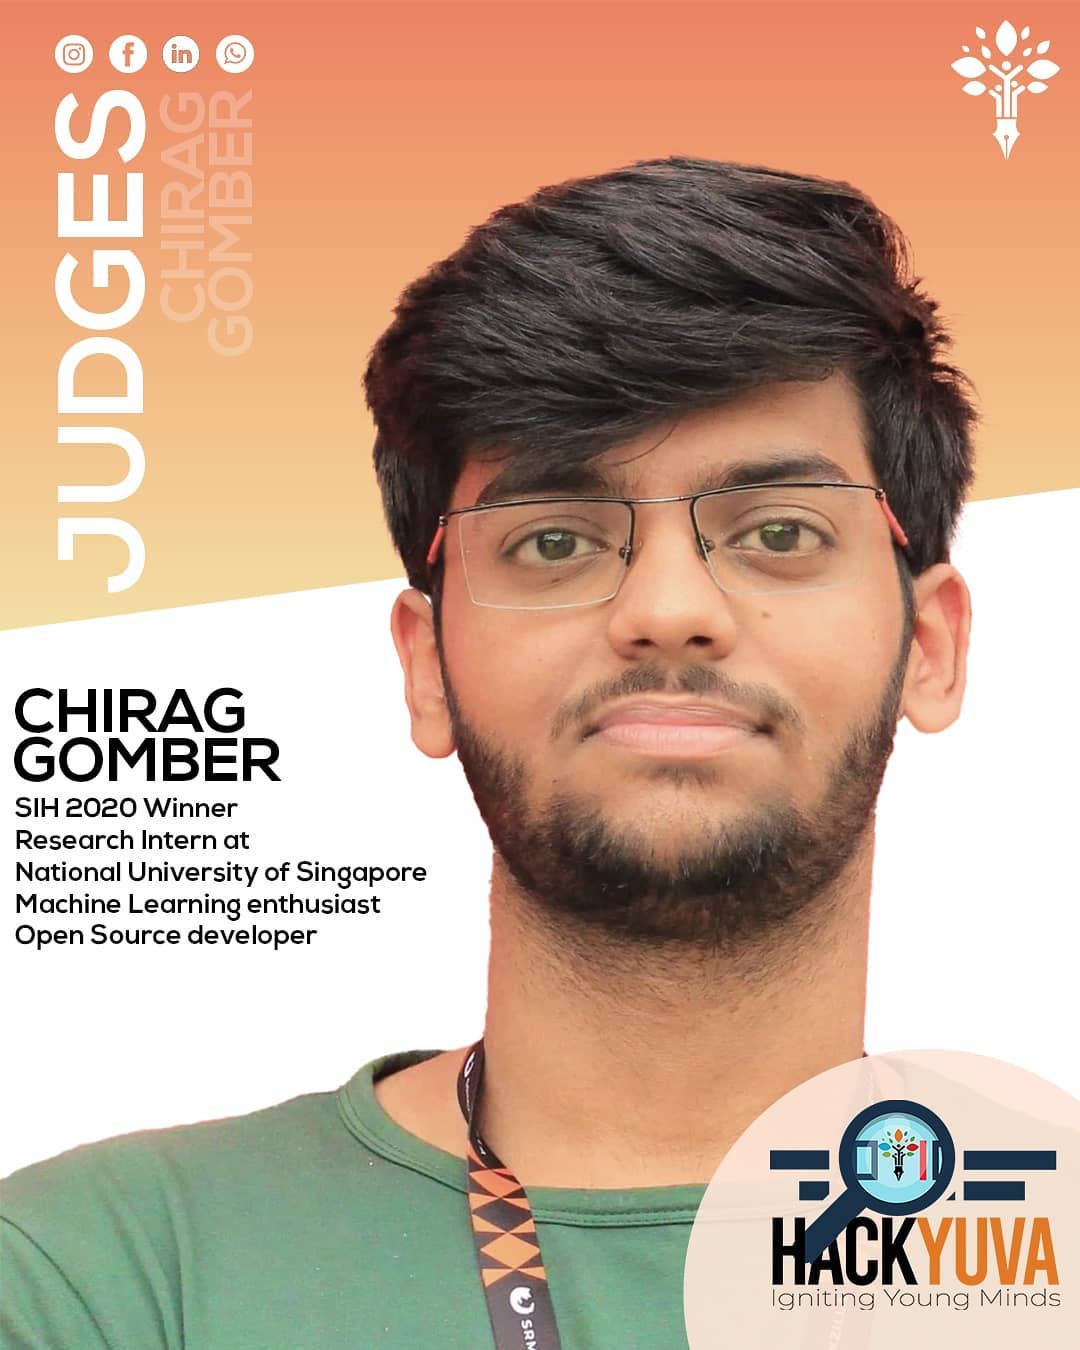 JUDGES
CHIRAG
GOMBER
CHIRAG
GOMBER
SIH 2020 Winner
Research Intern at
National University of Singapore
Machine Learning enthusiast
Open Source developer
SRM
HACKYUVA
Igniting Young Minds